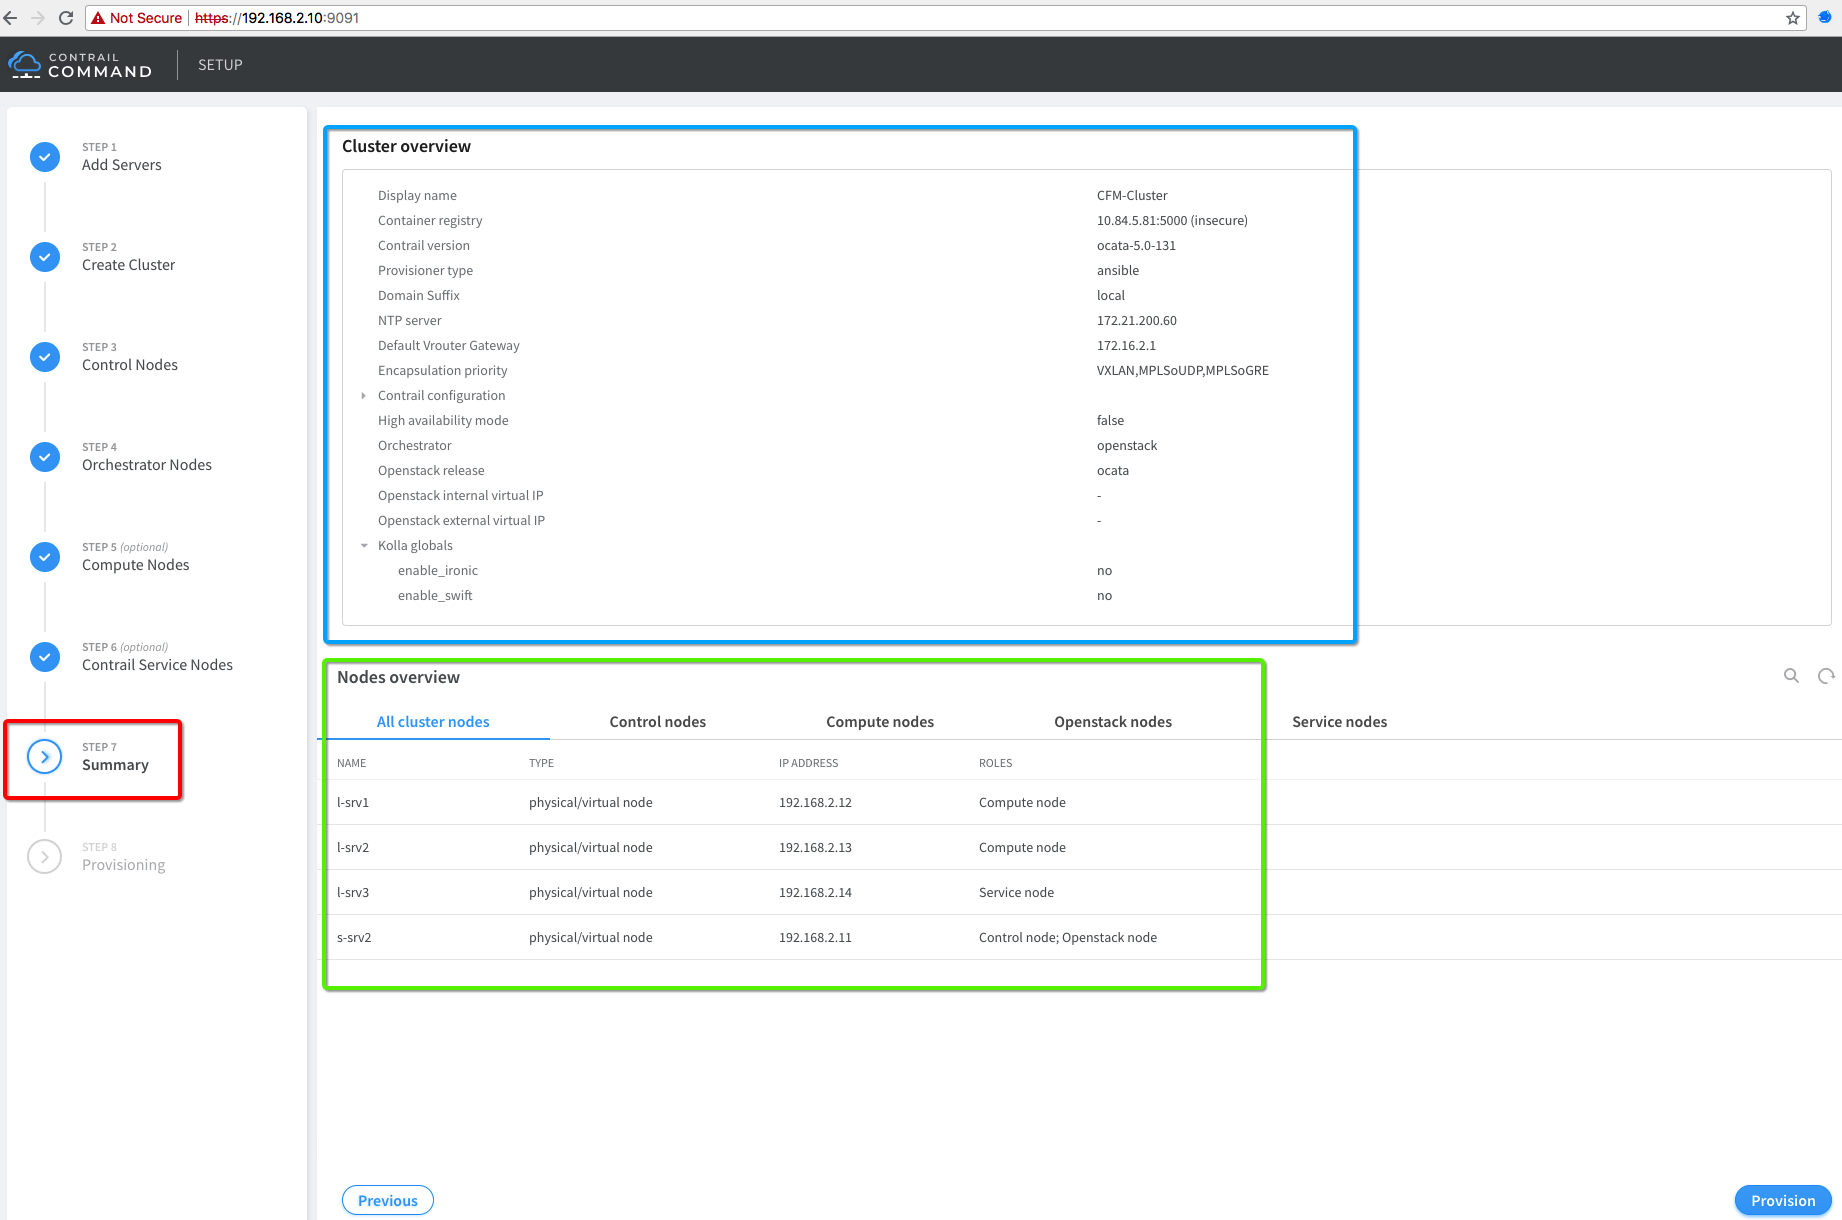 Not Secure https://192.168.2.10:9091
CONTRAIL
COMMAND
SETUP
STEP 1
Add Servers
STEP 2
Create Cluster
STEP 3
Control Nodes
STEP 4
Orchestrator Nodes
STEP 5 (optional)
Compute Nodes
STEP 6 (optional)
Contrail Service Nodes
STEP 7
Summary
STEP 8
Provisioning
Cluster overview
Display name CFM-Cluster
Container registry 10.84.5.81:5000 (insecure)
Contrail version ocata-5.0-131
Provisioner type ansible
Domain Suffix local
NTP server 172.21.200.60
Default Vrouter Gateway 172.16.2.1
Encapsulation priority VXLAN,MPLSoUDP,MPLSoGRE
Contrail configuration
High availability mode false
Orchestrator openstack
Openstack release ocata
Openstack internal virtual IP -
Openstack external virtual IP -
Kolla globals
enable_ironic no
enable_swift no
Nodes overview
All cluster nodes Control nodes Compute nodes Openstack nodes Service nodes
NAME TYPE IP ADDRESS ROLES
l-srv1 physical/virtual node 192.168.2.12 Compute node
l-srv2 physical/virtual node 192.168.2.13 Compute node
l-srv3 physical/virtual node 192.168.2.14 Service node
s-srv2 physical/virtual node 192.168.2.11 Control node; Openstack node
Previous Provision